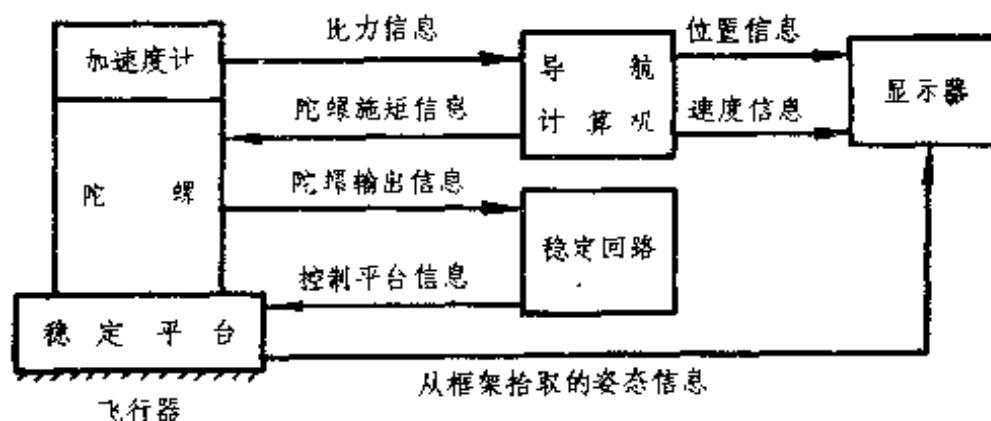 比力信息
位置信息
加速度计
导航
显示器
陀螺施短信息
计算机
速度信息
陀螺
陀螺输出信息
稳定回路
控制平台信息
稳定平台
从框架拾取的姿态信息
飞行器